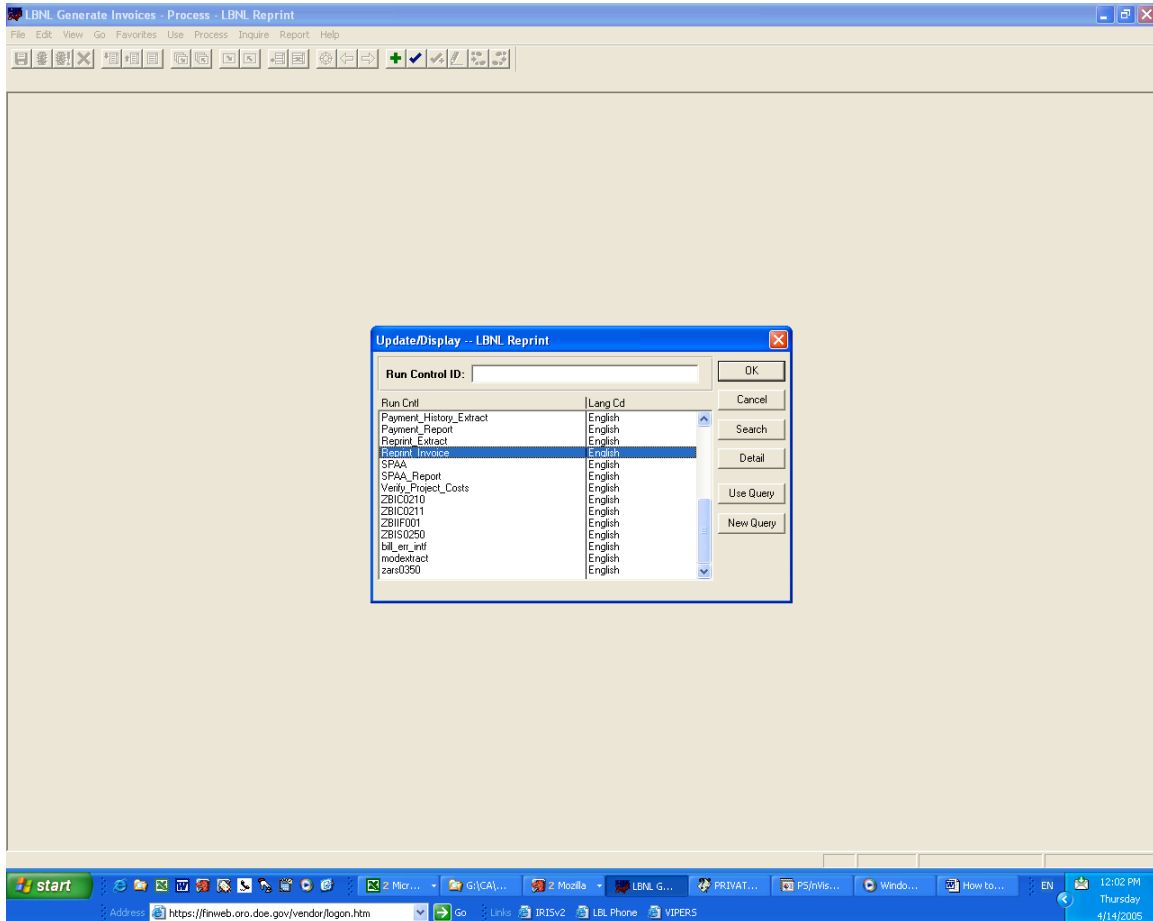 LBNL Generate Invoices - Process - LBNL Reprint
File Edit View Go Favorites Use Process Inquire Report Help
Update/Display -- LBNL Reprint
Run Control ID:
OK
Run Cntl Lang Cd
Cancel
Payment_History_Extract English
Payment_Report English
Search
Reprint_Extract English
Reprint_Invoice English
Detail
SPAA English
SPAA_Report English
Verify_Project_Costs English
Use Query
ZBIC0210 English
ZBIC0211 English
ZBIIF001 English
New Query
ZBIS0250 English
bill_err_intf English
modextract English
zars0350 English
start 2 Micr... G:\CA\... 2 Mozilla LBNL G... PRIVAT... PS/nVis... Windo... How to... EN 12:02 PM
Thursday
Address https://finweb.oro.doe.gov/vendor/logon.htm Go Links IRISv2 LBL Phone VIPERS
4/14/2005